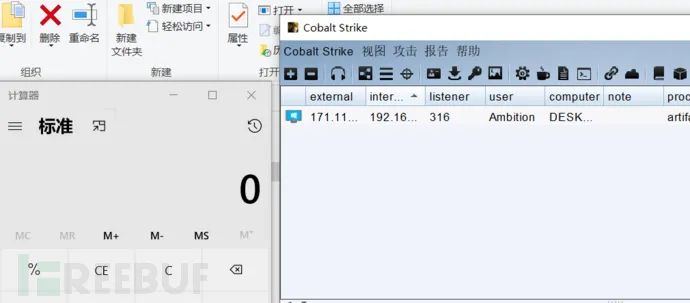 复制到 删除 重命名 新建文件夹 新建项目 轻松访问 属性 打开 全部选择
组织 新建 打开
Cobalt Strike
Cobalt Strike 视图 攻击 报告 帮助
external inter... listener user computer note
171.11... 192.16... 316 Ambition DESK...
计算器
标准
0
MC MR M+ M- MS M˅
% CE C
REEBUF